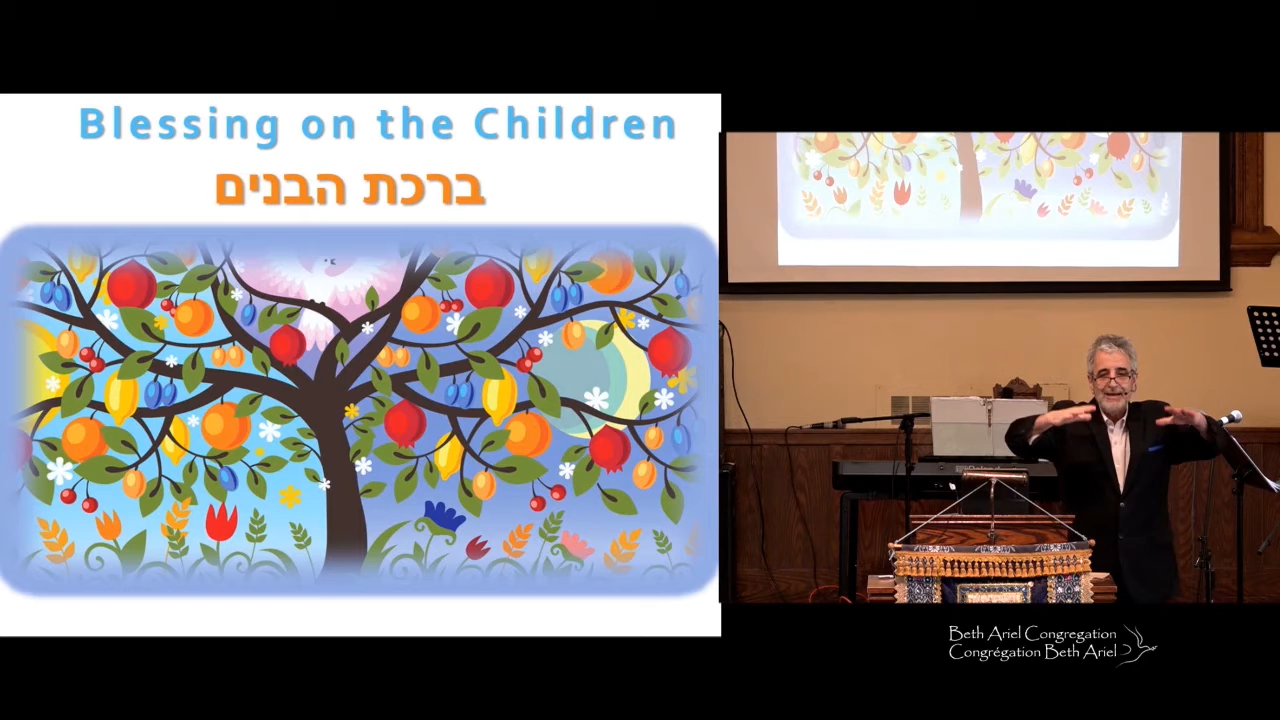 Blessing on the Children
ברכת הבנים
Beth Ariel Congregation
Congrégation Beth Ariel